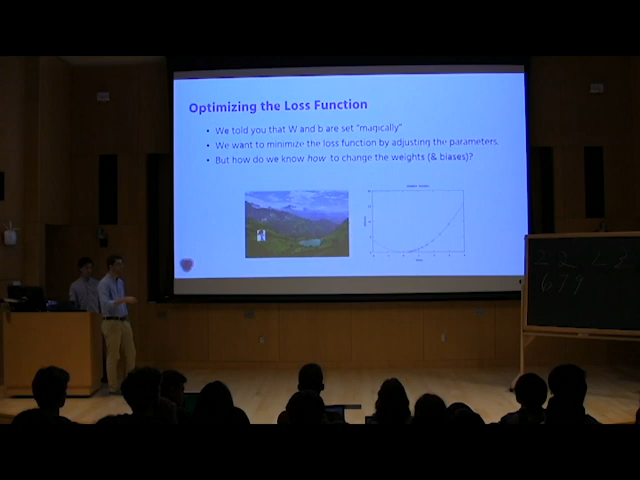 Optimizing the Loss Function
• We told you that W and b are set "magically"
• We want to minimize the loss function by adjusting the parameters.
• But how do we know how to change the weights (& biases)?